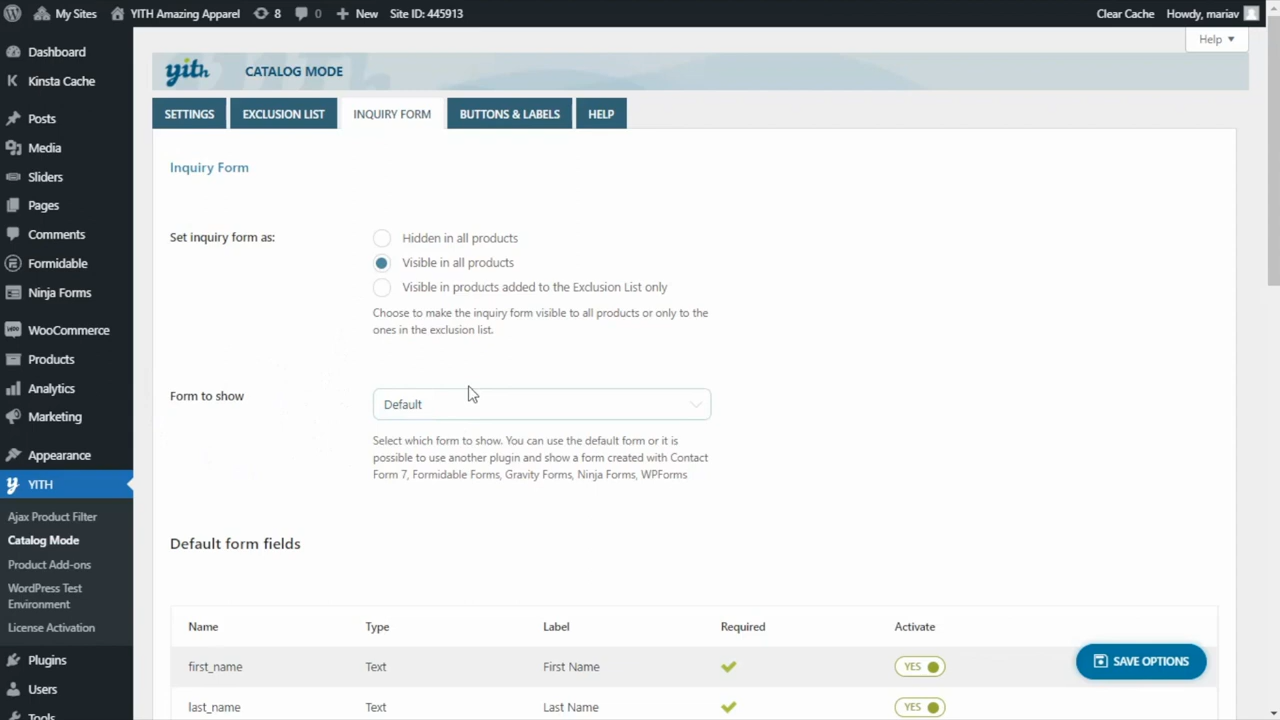 My Sites
YITH Amazing Apparel
8
0
New
Site ID: 445913
Clear Cache
Howdy, mariav
Help
Dashboard
Kinsta Cache
Posts
Media
Sliders
Pages
Comments
Formidable
Ninja Forms
WooCommerce
Products
Analytics
Marketing
Appearance
YITH
Ajax Product Filter
Catalog Mode
Product Add-ons
WordPress Test
Environment
License Activation
Plugins
Users
Tools
yith
CATALOG MODE
SETTINGS
EXCLUSION LIST
INQUIRY FORM
BUTTONS & LABELS
HELP
Inquiry Form
Set inquiry form as:
Hidden in all products
Visible in all products
Visible in products added to the Exclusion List only
Choose to make the inquiry form visible to all products or only to the
ones in the exclusion list.
Form to show
Default
Select which form to show. You can use the default form or it is
possible to use another plugin and show a form created with Contact
Form 7, Formidable Forms, Gravity Forms, Ninja Forms, WPForms
Default form fields
Name Type Label Required Activate
first_name Text First Name YES
last_name Text Last Name YES
SAVE OPTIONS